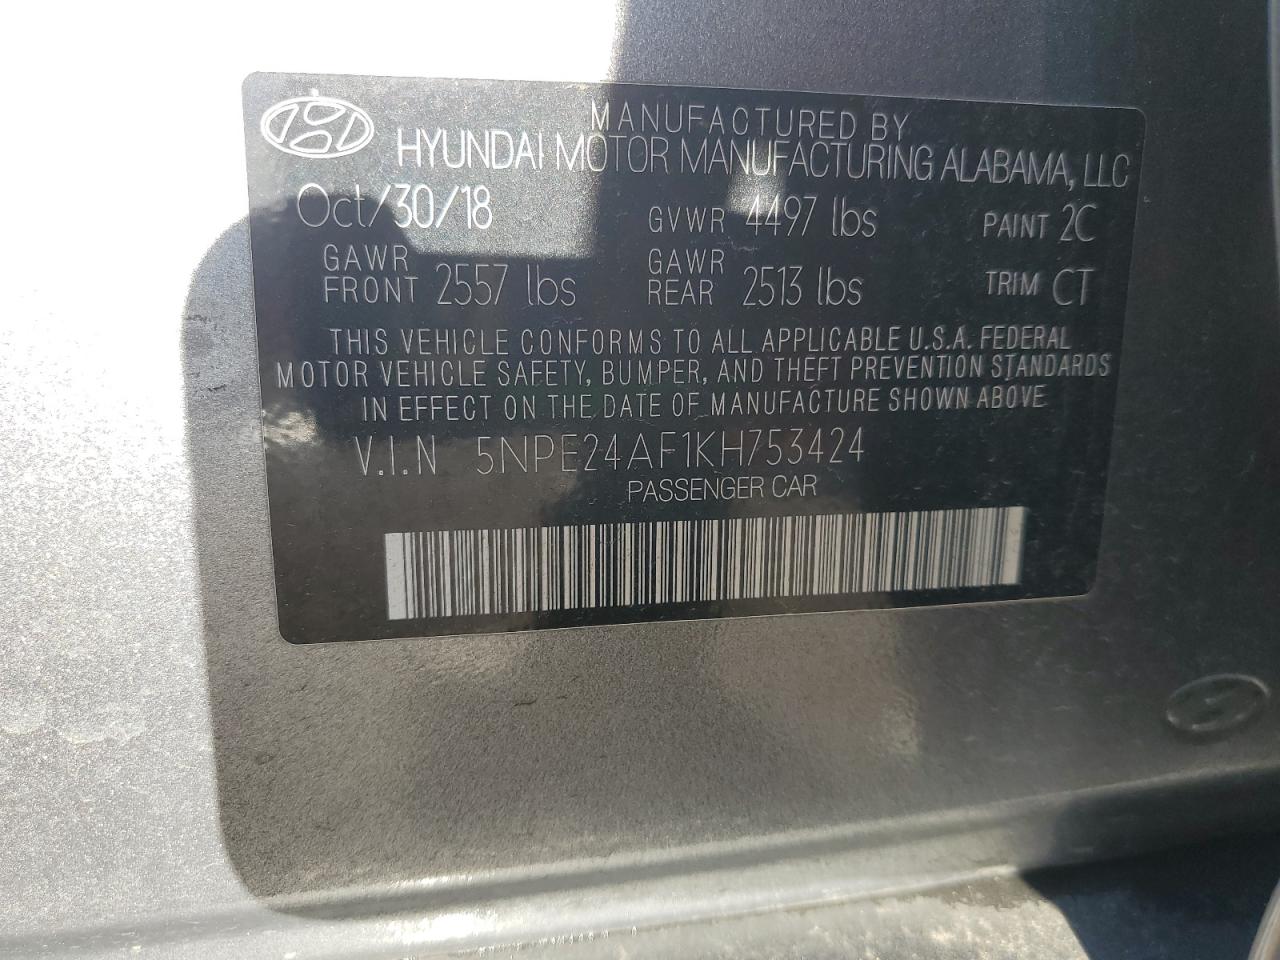 MANUFACTURED BY
HYUNDAI MOTOR MANUFACTURING ALABAMA, LLC
Oct/30/18 GVWR 4497 lbs PAINT 2C
GAWR FRONT 2557 lbs GAWR REAR 2513 lbs TRIM CT
THIS VEHICLE CONFORMS TO ALL APPLICABLE U.S.A. FEDERAL
MOTOR VEHICLE SAFETY, BUMPER, AND THEFT PREVENTION STANDARDS
IN EFFECT ON THE DATE OF MANUFACTURE SHOWN ABOVE
V.I.N 5NPE24AF1KH753424
PASSENGER CAR